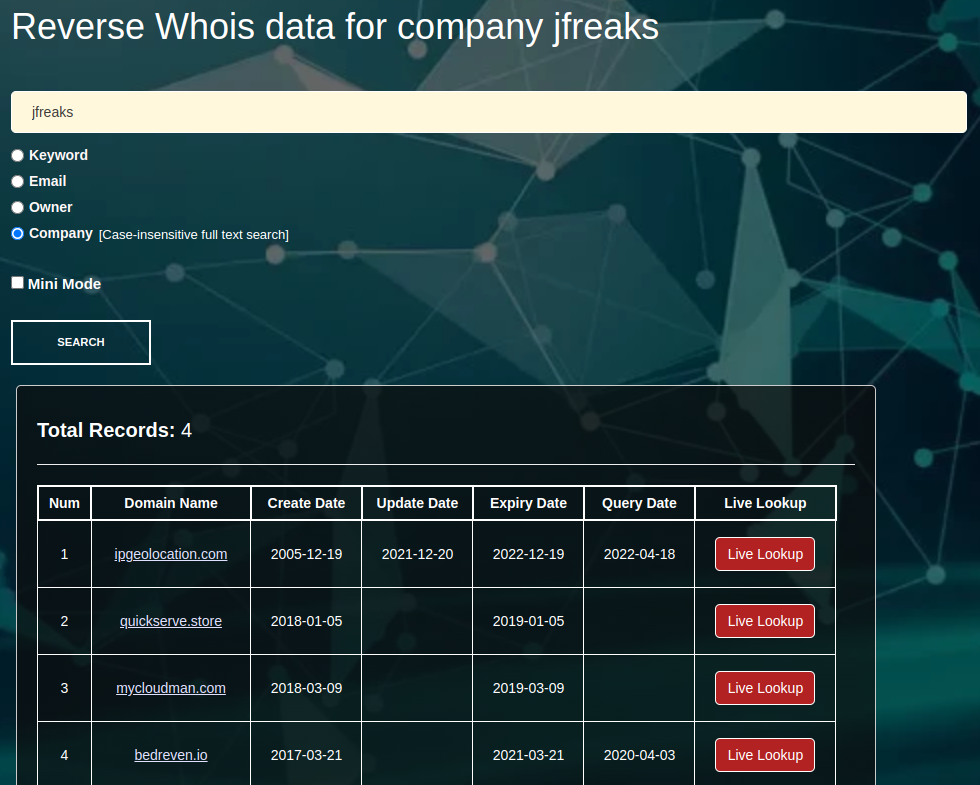 Reverse Whois data for company jfreaks
jfreaks
Keyword
Email
Owner
Company [Case-insensitive full text search]
Mini Mode
SEARCH
Total Records: 4
Num Domain Name Create Date Update Date Expiry Date Query Date Live Lookup
1 ipgeolocation.com 2005-12-19 2021-12-20 2022-12-19 2022-04-18 Live Lookup
2 quickserve.store 2018-01-05 2019-01-05 Live Lookup
3 mycloudman.com 2018-03-09 2019-03-09 Live Lookup
4 bedreven.io 2017-03-21 2021-03-21 2020-04-03 Live Lookup